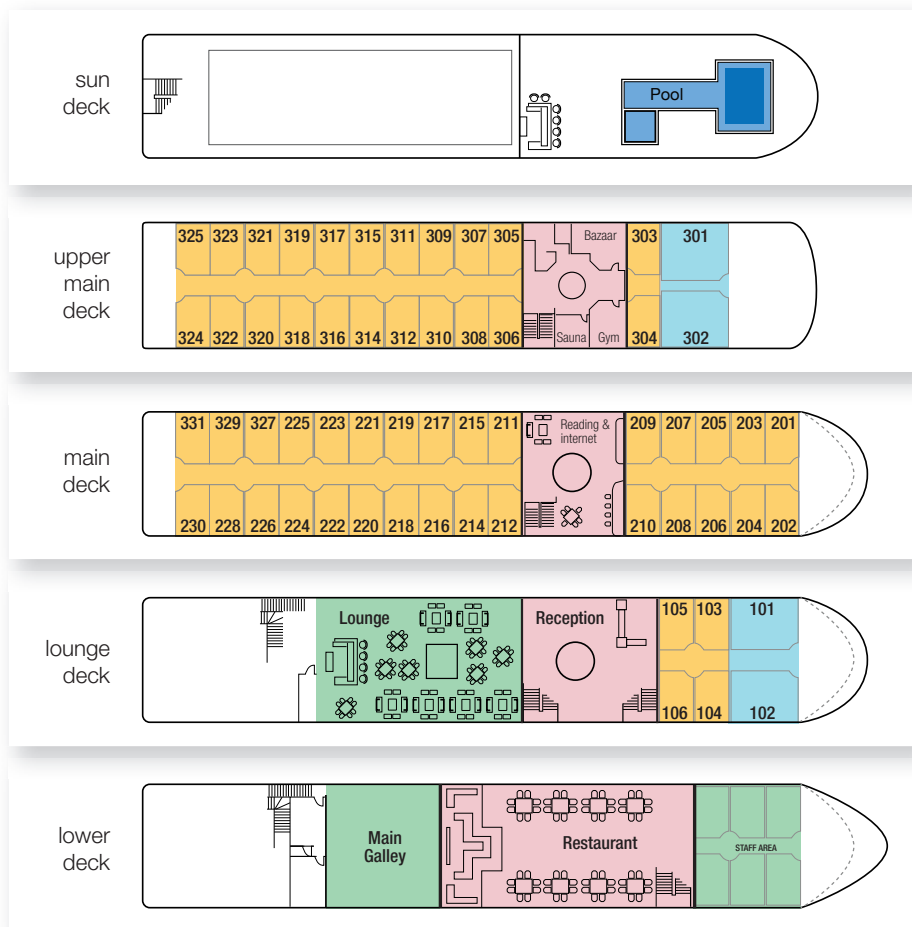 sun
deck
Pool
upper
main
deck
325 323 321 319 317 315 311 309 307 305
Bazaar
303 301
324 322 320 318 316 314 312 310 308 306
Sauna Gym
304 302
main
deck
331 329 327 225 223 221 219 217 215 211
Reading &
internet
209 207 205 203 201
230 228 226 224 222 220 218 216 214 212
210 208 206 204 202
lounge
deck
Lounge
Reception
105 103 101
106 104 102
lower
deck
Main
Galley
Restaurant
STAFF AREA